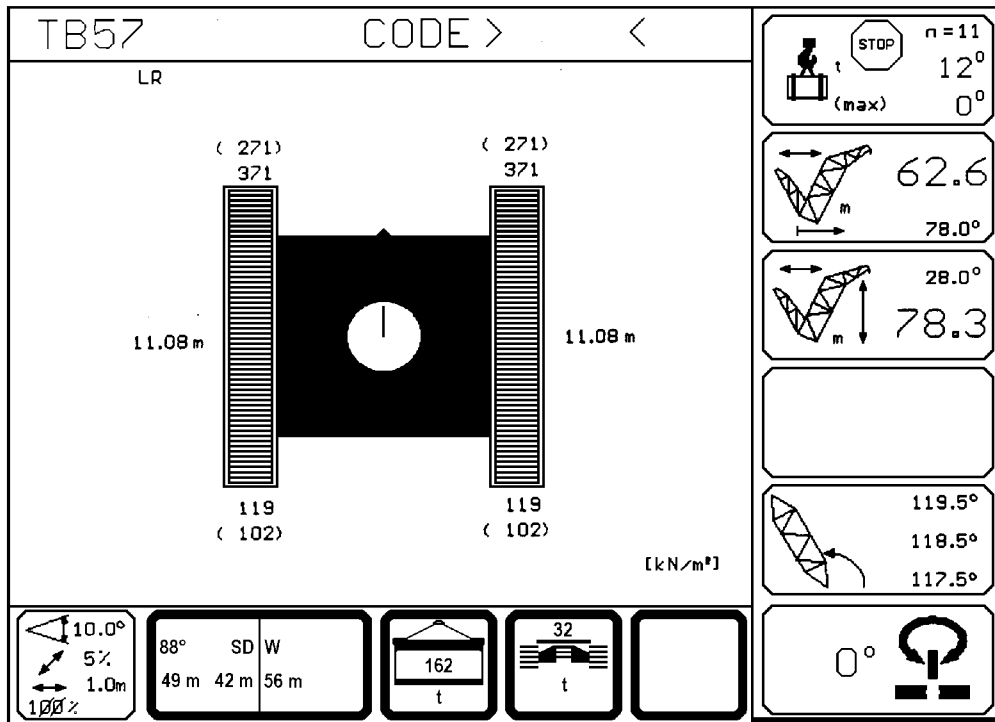 TB57 CODE > <
LR
( 271) ( 271)
371 371
11.08 m 11.08 m
119 119
( 102) ( 102)
[kN/m²]
STOP n=11
t 12°
(max) 0°
62.6
m
78.0°
28.0°
78.3
m
119.5°
118.5°
117.5°
10.0°
5%
1.0m
100%
88° SD W
49 m 42 m 56 m
162
t
32
t
0°